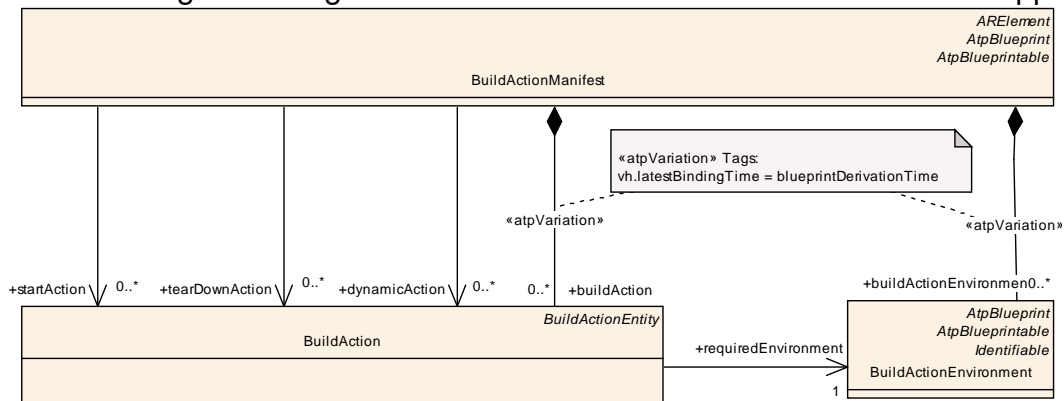 ARElement
AtpBlueprint
AtpBlueprintable
BuildActionManifest
«atpVariation» Tags:
vh.latestBindingTime = blueprintDerivationTime
«atpVariation»
«atpVariation»
+startAction 0..* +tearDownAction 0..* +dynamicAction 0..* 0..* +buildAction
+buildActionEnvironmen0..*
BuildActionEntity
BuildAction
+requiredEnvironment
1
AtpBlueprint
AtpBlueprintable
Identifiable
BuildActionEnvironment